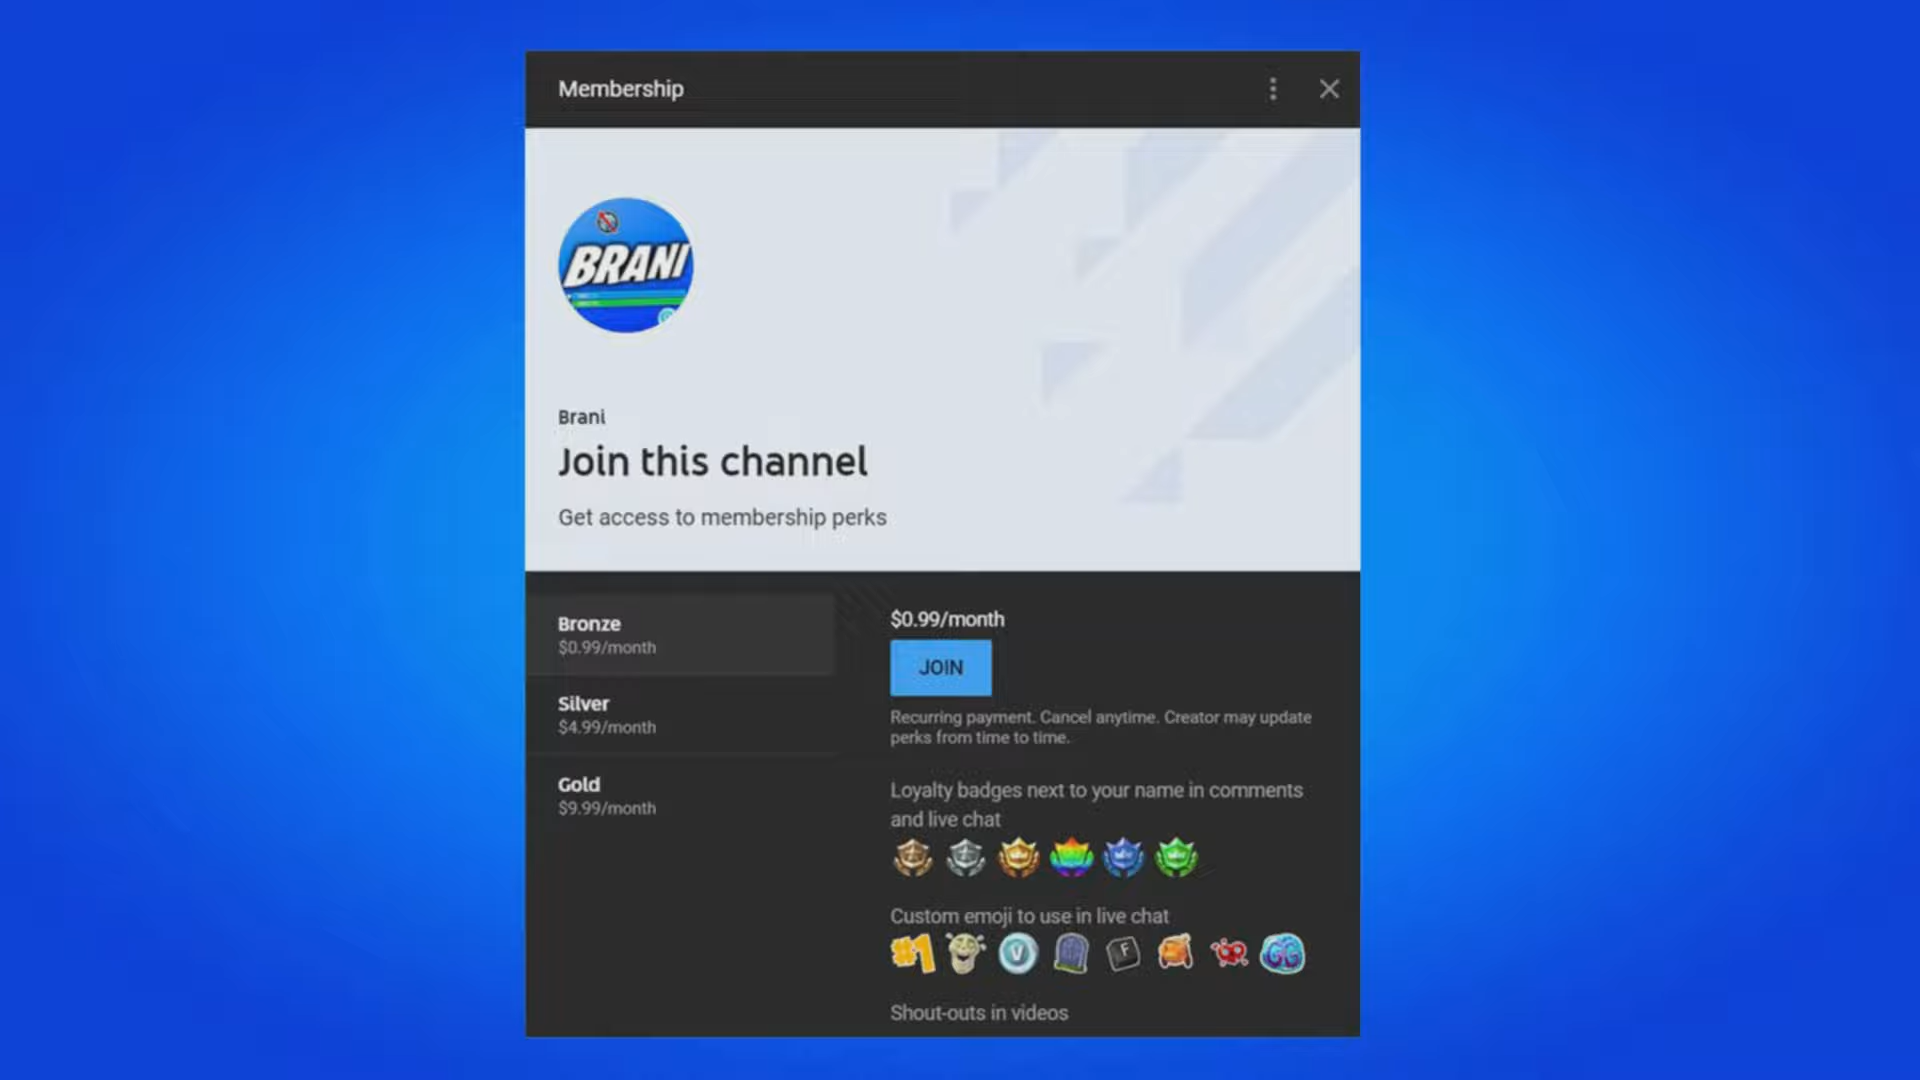 Membership
BRANI
Brani
Join this channel
Get access to membership perks
Bronze
$0.99/month
Silver
$4.99/month
Gold
$9.99/month
$0.99/month
JOIN
Recurring payment. Cancel anytime. Creator may update
perks from time to time.
Loyalty badges next to your name in comments
and live chat
Custom emoji to use in live chat
#1
V
F
GG
Shout-outs in videos